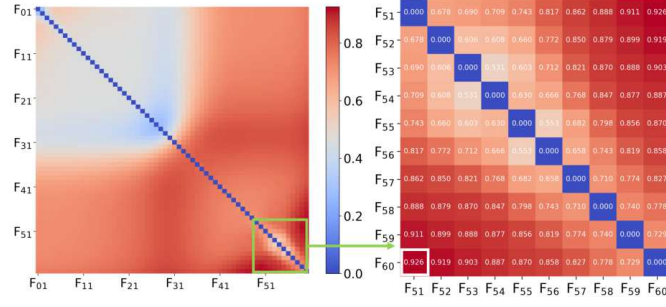 F01
F11
F21
F31
F41
F51
F01 F11 F21 F31 F41 F51
0.8
0.6
0.4
0.2
0.0
F51 0.000 0.678 0.690 0.709 0.743 0.817 0.862 0.888 0.911 0.926
F52 0.678 0.000 0.606 0.608 0.660 0.772 0.850 0.879 0.899 0.919
F53 0.690 0.606 0.000 0.531 0.603 0.712 0.821 0.870 0.888 0.903
F54 0.709 0.608 0.531 0.000 0.630 0.666 0.768 0.847 0.877 0.887
F55 0.743 0.660 0.603 0.630 0.000 0.553 0.682 0.798 0.856 0.870
F56 0.817 0.772 0.712 0.666 0.553 0.000 0.658 0.743 0.819 0.858
F57 0.862 0.850 0.821 0.768 0.682 0.658 0.000 0.710 0.774 0.827
F58 0.888 0.879 0.870 0.847 0.798 0.743 0.710 0.000 0.740 0.778
F59 0.911 0.899 0.888 0.877 0.856 0.819 0.774 0.740 0.000 0.729
F60 0.926 0.919 0.903 0.887 0.870 0.858 0.827 0.778 0.729 0.000
F51 F52 F53 F54 F55 F56 F57 F58 F59 F60